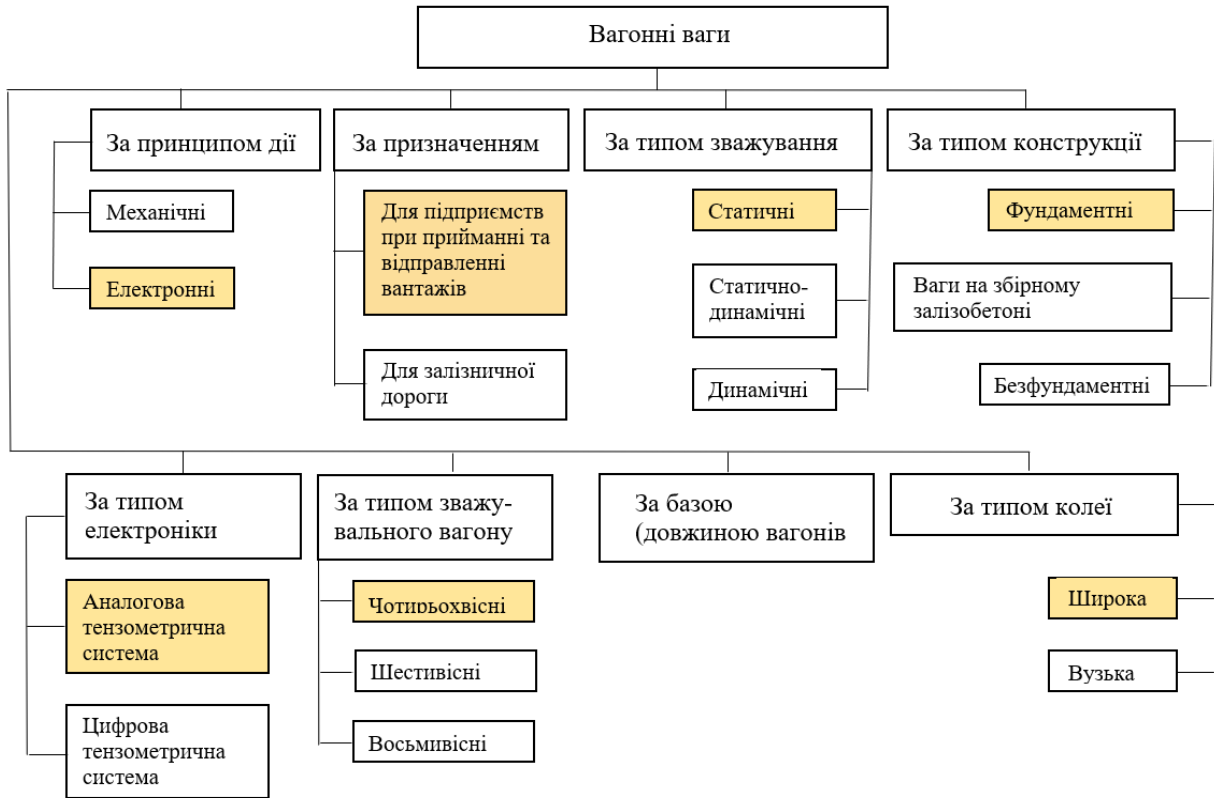 Вагонні ваги
За принципом дії
Механічні
Електронні
За призначенням
Для підприємств
при прийманні та
відправленні
вантажів
Для залізничної
дороги
За типом зважування
Статичні
Статично-
динамічні
Динамічні
За типом конструкції
Фундаментні
Ваги на збірному
залізобетоні
Безфундаментні
За типом
електроніки
Аналогова
тензометрична
система
Цифрова
тензометрична
система
За типом зважу-
вального вагону
Чотирьохвісні
Шестивісні
Восьмивісні
За базою
(довжиною вагонів
За типом колеї
Широка
Вузька